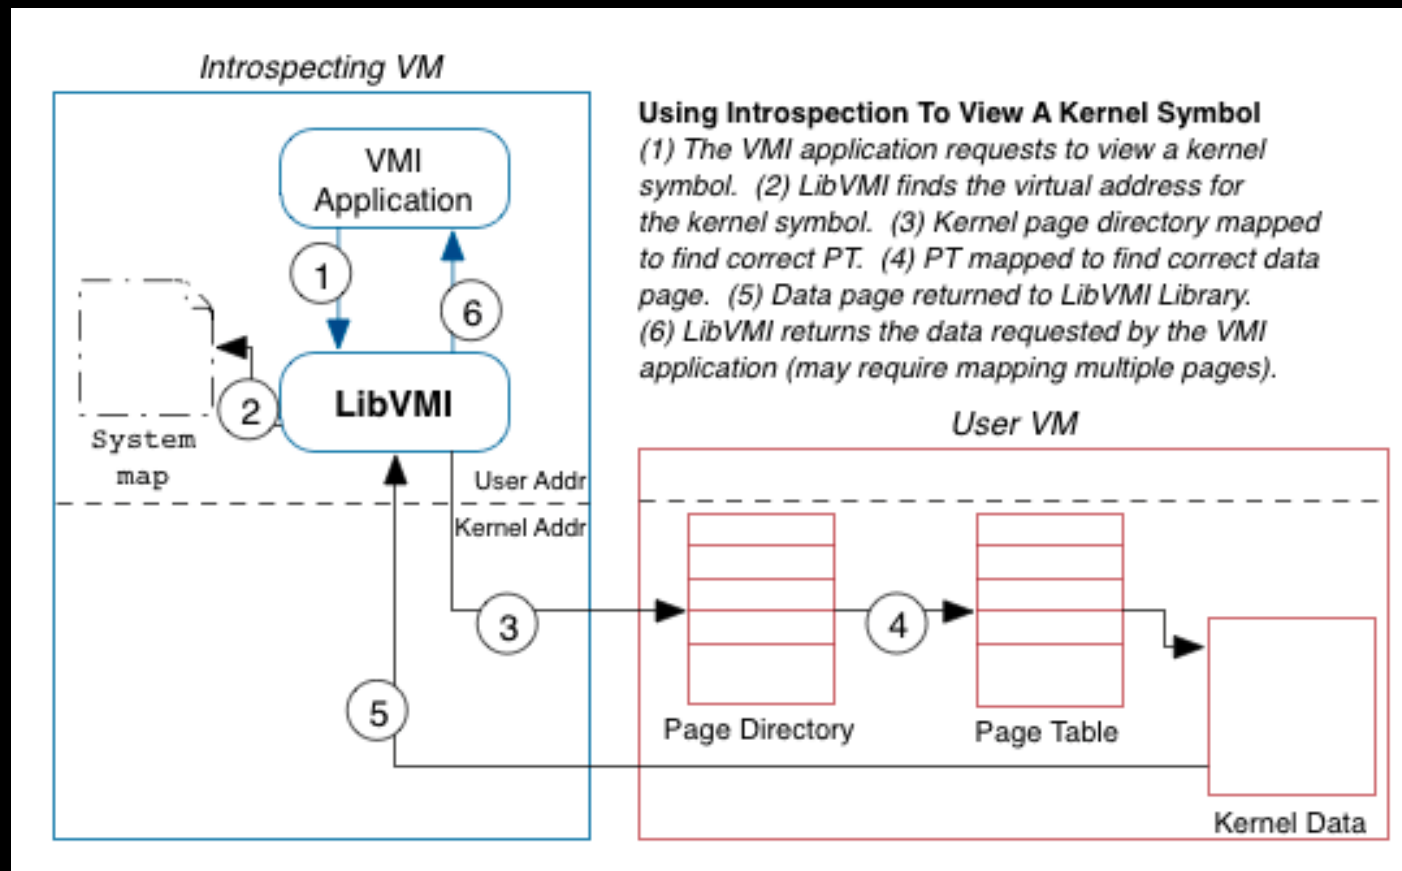 Introspecting VM
VMI
Application
1
6
2
LibVMI
System
map
User Addr
Kernel Addr
3
5
Using Introspection To View A Kernel Symbol
(1) The VMI application requests to view a kernel
symbol. (2) LibVMI finds the virtual address for
the kernel symbol. (3) Kernel page directory mapped
to find correct PT. (4) PT mapped to find correct data
page. (5) Data page returned to LibVMI Library.
(6) LibVMI returns the data requested by the VMI
application (may require mapping multiple pages).
User VM
4
Page Directory
Page Table
Kernel Data